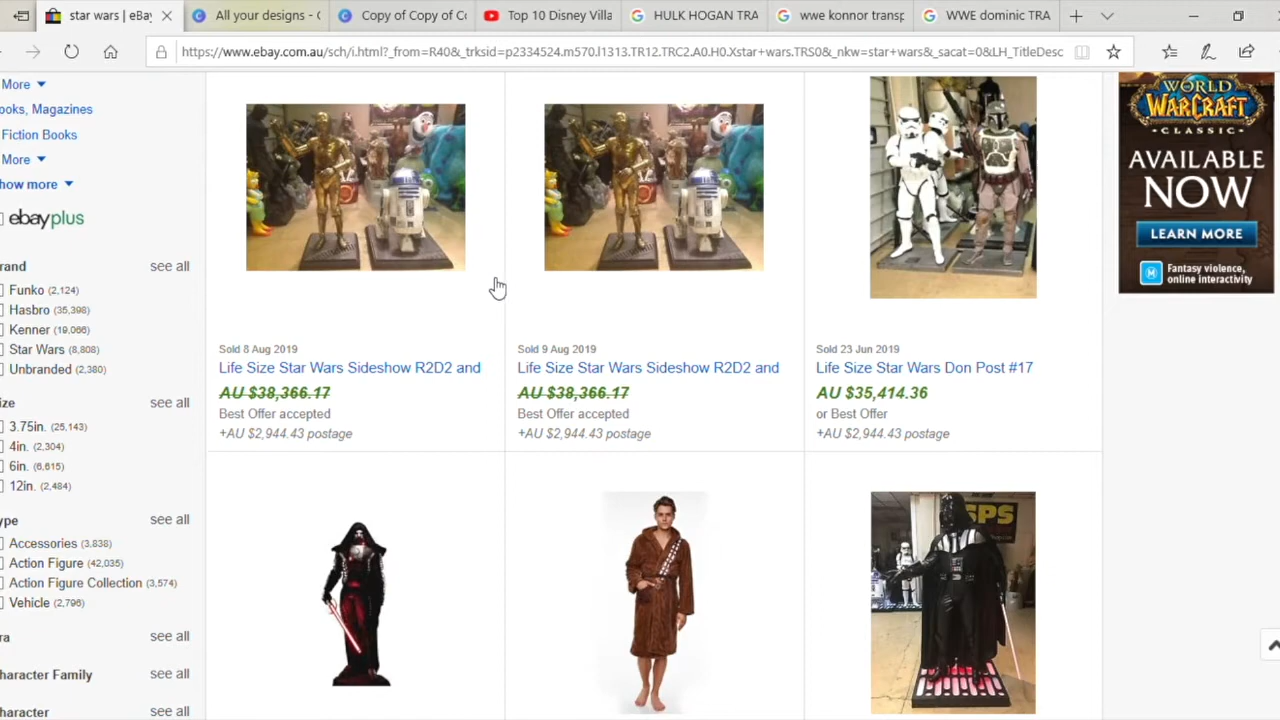 star wars | eBay
All your designs - C
Copy of Copy of Cc
Top 10 Disney Villa
HULK HOGAN TRA
wwe konnor transp
WWE dominic TRA
https://www.ebay.com.au/sch/i.html?_from=R40&_trksid=p2334524.m570.l1313.TR12.TRC2.A0.H0.Xstar+wars.TRS0&_nkw=star+wars&_sacat=0&LH_TitleDesc
More
ooks, Magazines
Fiction Books
More
how more
ebayplus
rand see all
Funko (2,124)
Hasbro (35,398)
Kenner (19,066)
Star Wars (8,808)
Unbranded (2,380)
ize see all
3.75in. (25,143)
4in. (2,304)
6in. (6,615)
12in. (2,484)
ype see all
Accessories (3,838)
Action Figure (42,035)
Action Figure Collection (3,574)
Vehicle (2,796)
ra see all
haracter Family see all
haracter see all
Sold 8 Aug 2019
Life Size Star Wars Sideshow R2D2 and
AU $38,366.17
Best Offer accepted
+AU $2,944.43 postage
Sold 9 Aug 2019
Life Size Star Wars Sideshow R2D2 and
AU $38,366.17
Best Offer accepted
+AU $2,944.43 postage
Sold 23 Jun 2019
Life Size Star Wars Don Post #17
AU $35,414.36
or Best Offer
+AU $2,944.43 postage
SPS
WORLD
WARCRAFT
CLASSIC
AVAILABLE
NOW
LEARN MORE
M
Fantasy violence,
online interactivity